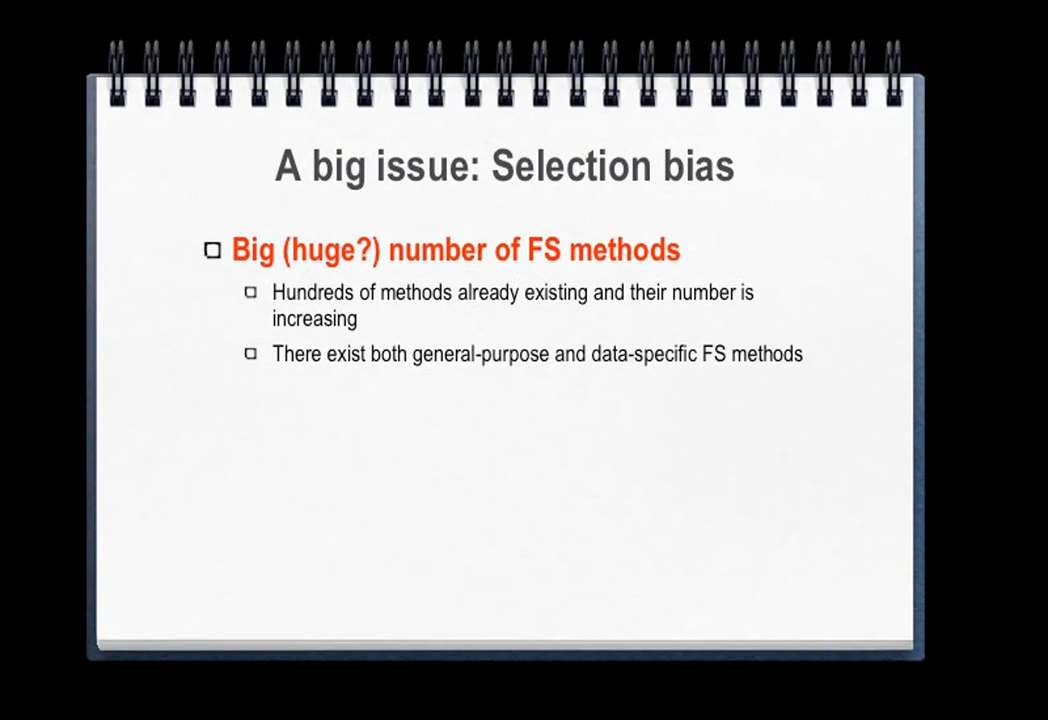 A big issue: Selection bias
Big (huge?) number of FS methods
Hundreds of methods already existing and their number is
increasing
There exist both general-purpose and data-specific FS methods